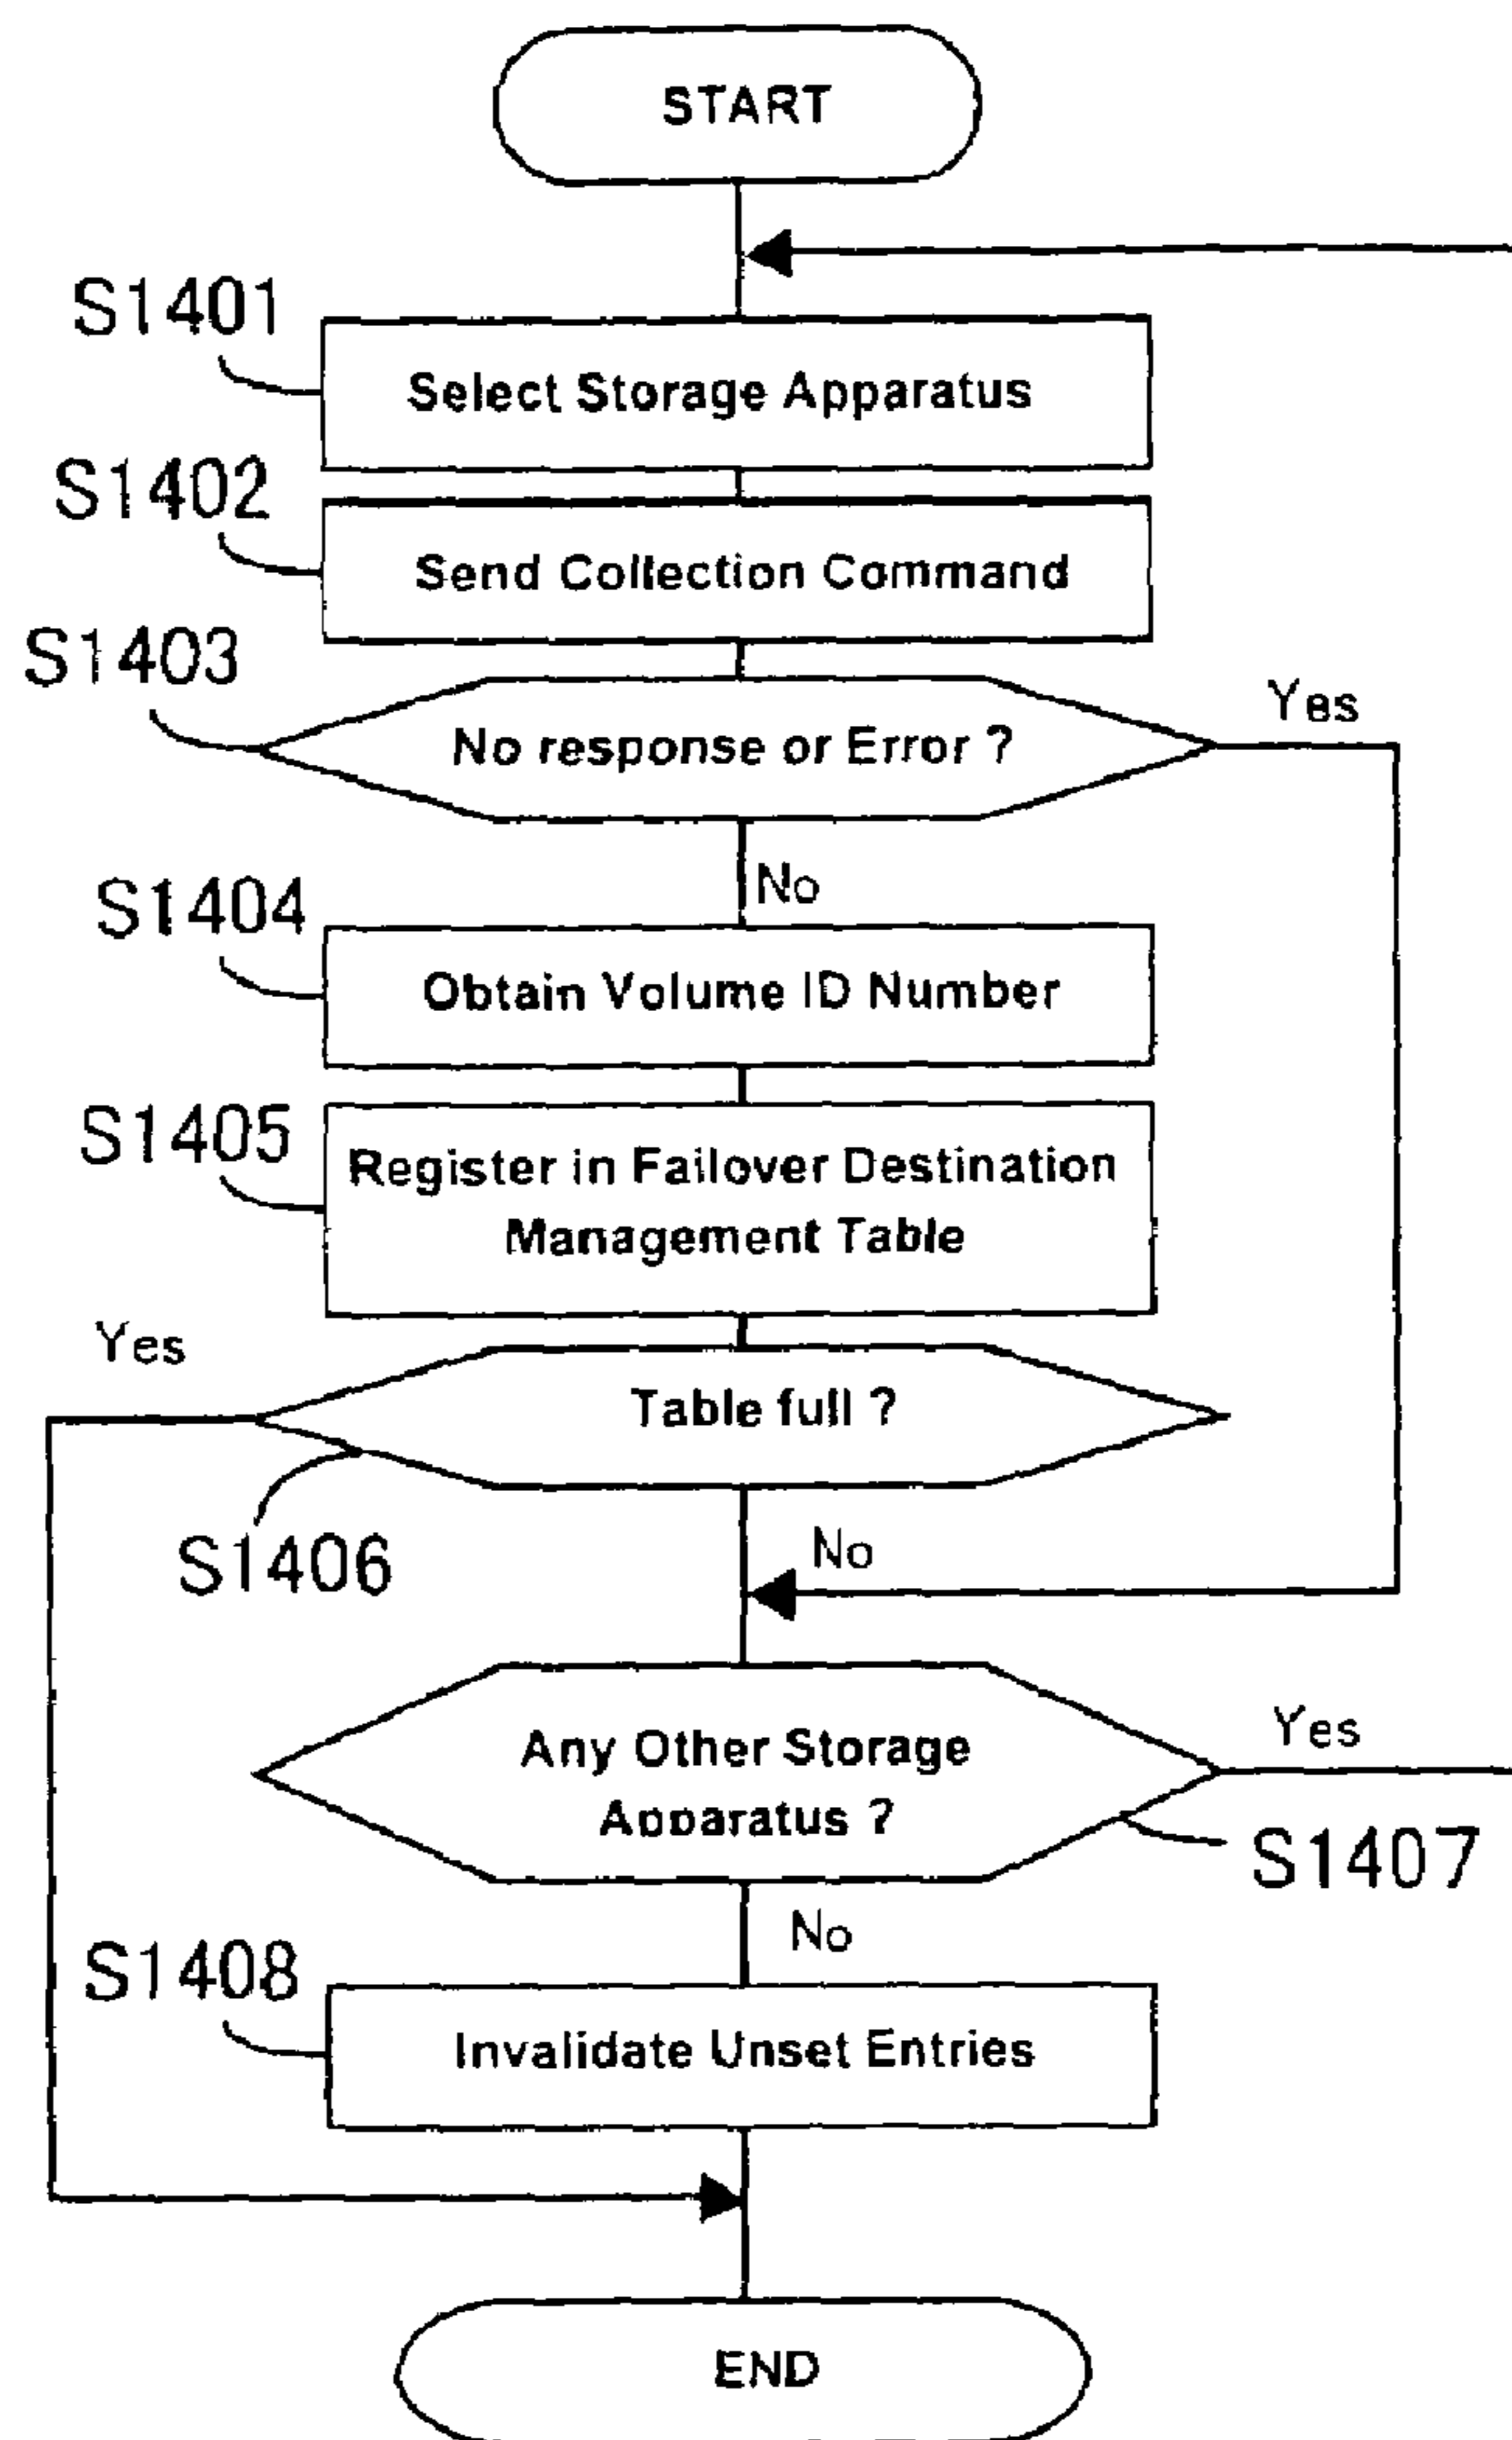 START
S1401
Select Storage Apparatus
S1402
Send Collection Command
S1403
No response or Error ?
Yes
No
S1404
Obtain Volume ID Number
S1405
Register in Failover Destination
Management Table
Yes
Table full ?
S1406
No
Any Other Storage
Apparatus ?
Yes
S1407
No
S1408
Invalidate Unset Entries
END